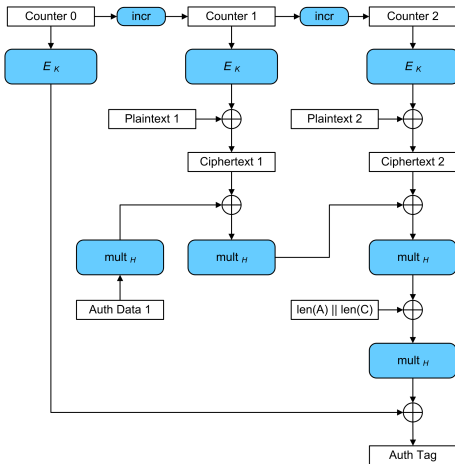 Counter 0 incr Counter 1 incr Counter 2
E K E K E K
Plaintext 1 Plaintext 2
Ciphertext 1 Ciphertext 2
mult H mult H mult H
Auth Data 1 len(A) || len(C)
mult H
Auth Tag